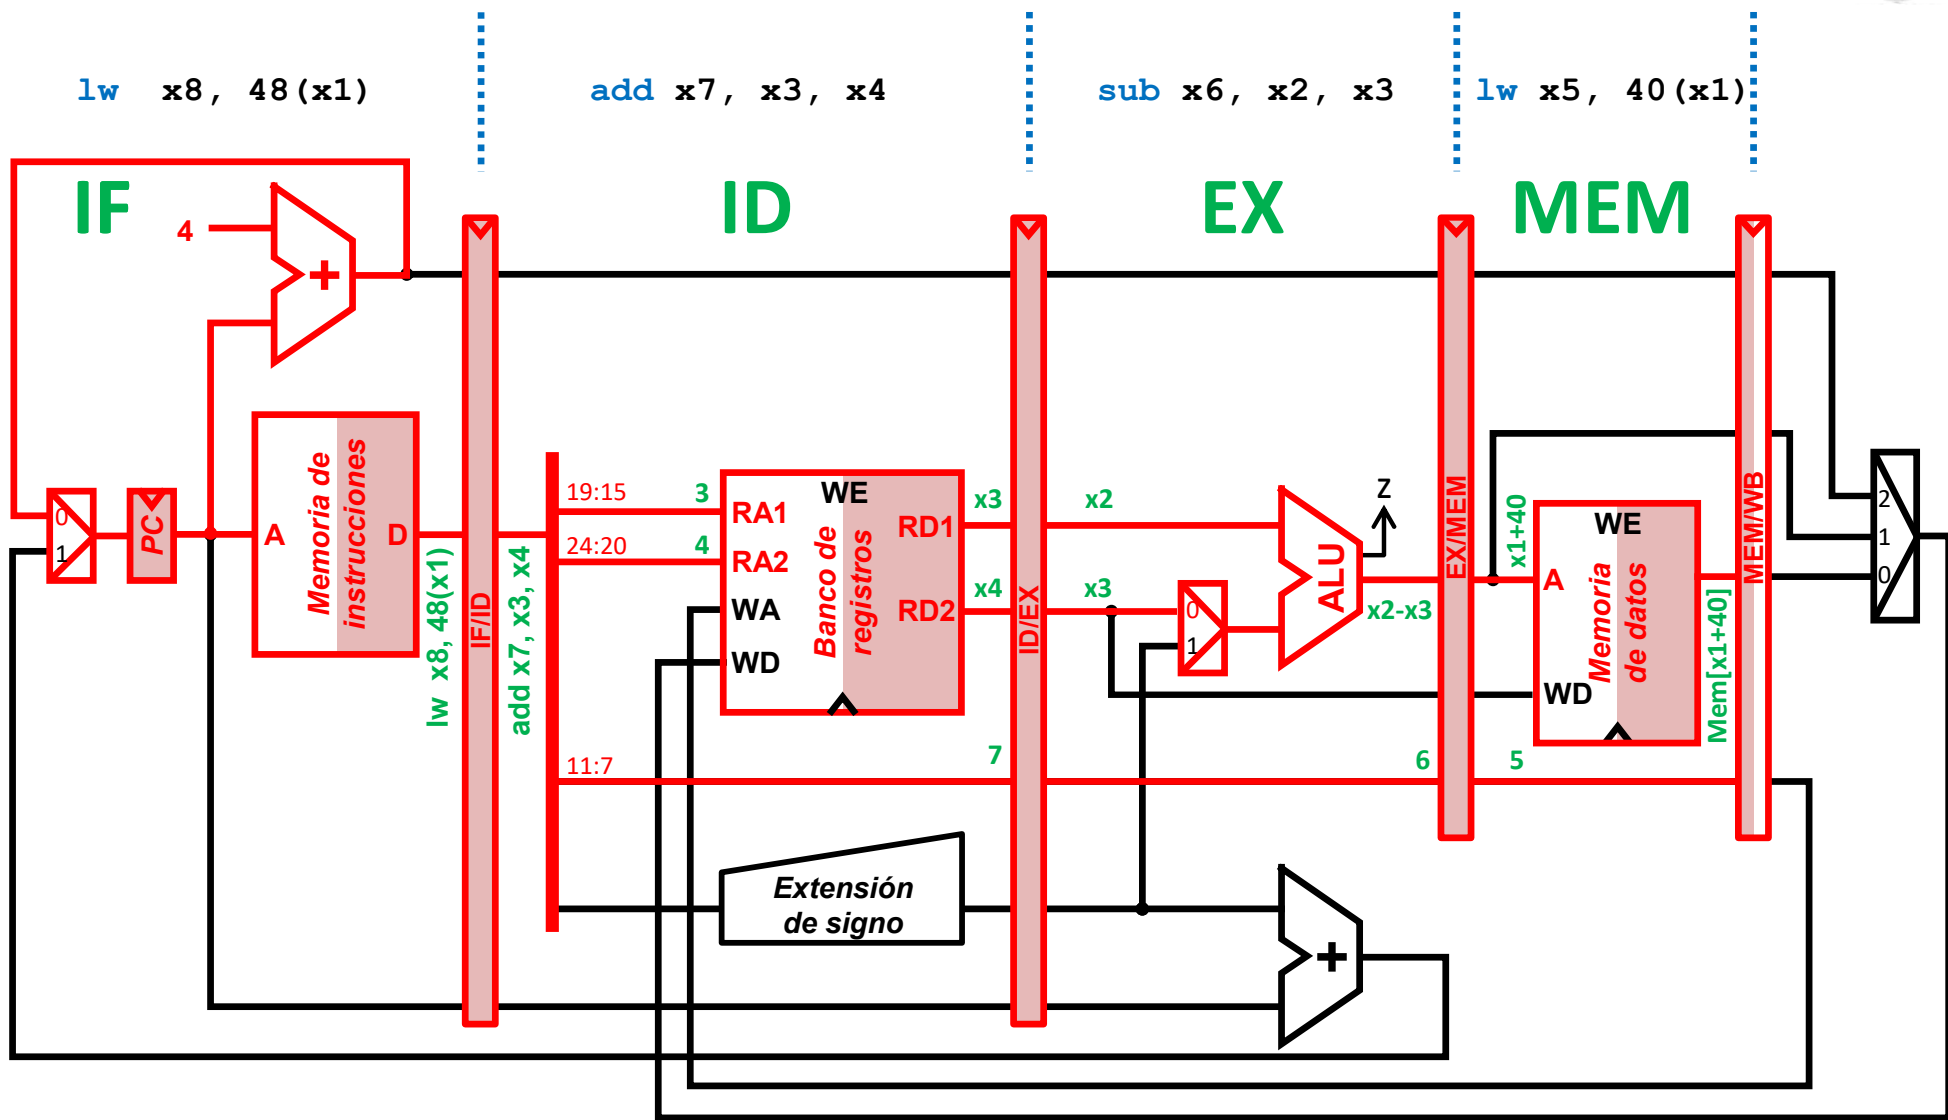 lw x8, 48(x1)
add x7, x3, x4
sub x6, x2, x3
lw x5, 40(x1)
IF
ID
EX
MEM
4
+
0
1
PC
A
Memoria de
instrucciones
D
lw x8, 48(x1)
IF/ID
add x7, x3, x4
19:15
3
24:20
4
11:7
RA1
RA2
WA
WD
WE
Banco de
registros
RD1
RD2
x3
x4
7
Extensión
de signo
ID/EX
x2
x3
0
1
ALU
Z
x2-x3
6
+
EX/MEM
x1+40
5
A
WD
WE
Memoria
de datos
Mem[x1+40]
MEM/WB
2
1
0